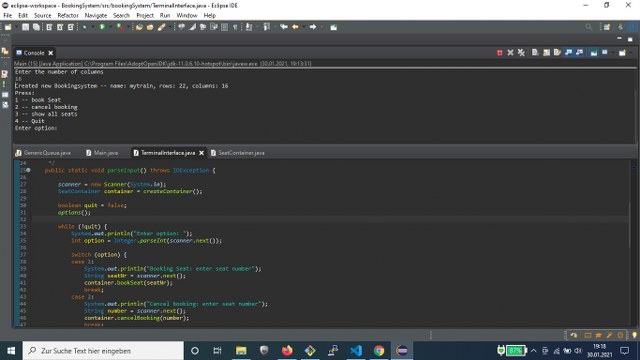 eclipse-workspace - BookingSystem/src/bookingSystem/TerminalInterface.java - Eclipse IDE
File Edit Source Refactor Navigate Search Project Run Window Help
Console
Main (15) [Java Application] C:\Program Files\AdoptOpenJDK\jdk-11.0.6.10-hotspot\bin\javaw.exe (30.01.2021, 19:13:51)
Enter the number of columns
16
Created new Bookingsystem -- name: mytrain, rows: 22, columns: 16
Press:
1 -- book Seat
2 -- cancel booking
3 -- show all seats
4 -- Quit
Enter option:
GenericQueue.java Main.java TerminalInterface.java SeatContainer.java
24 */
25 public static void parseInput() throws IOException {
26
27 scanner = new Scanner(System.in);
28 SeatContainer container = createContainer();
29
30 boolean quit = false;
31 options();
32
33 while (!quit) {
34 System.out.println("Enter option: ");
35 int option = Integer.parseInt(scanner.next());
36
37 switch (option) {
38 case 1:
39 System.out.println("Booking Seat: enter seat number");
40 String seatNr = scanner.next();
41 container.bookSeat(seatNr);
42 break;
43 case 2:
44 System.out.println("Cancel booking: enter seat number");
45 String number = scanner.next();
46 container.cancelBooking(number);
47 break;
Zur Suche Text hier eingeben
87%
19:18
30.01.2021